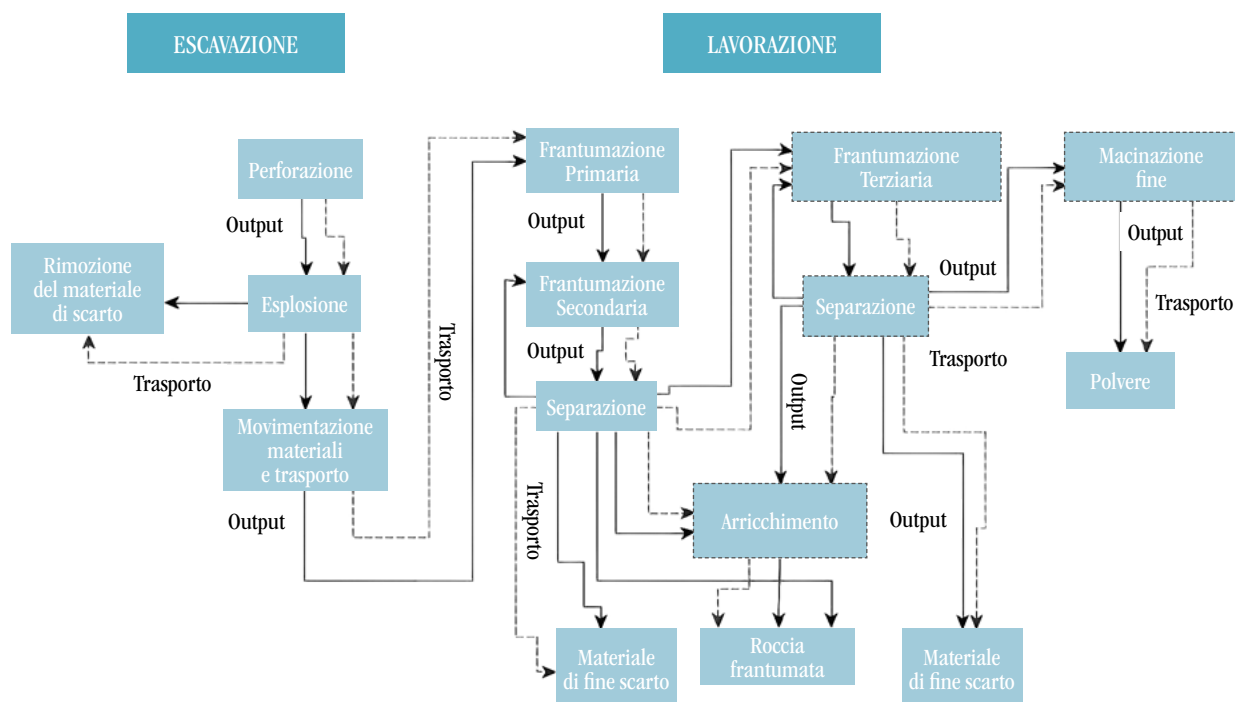 ESCAVAZIONE
LAVORAZIONE
Perforazione
Output
Rimozione
del materiale
di scarto
Esplosione
Trasporto
Movimentazione
materiali
e trasporto
Output
Trasporto
Frantumazione
Primaria
Output
Frantumazione
Secondaria
Output
Separazione
Trasporto
Frantumazione
Terziaria
Separazione
Output
Trasporto
Output
Arricchimento
Output
Macinazione
fine
Output
Trasporto
Polvere
Materiale
di fine scarto
Roccia
frantumata
Materiale
di fine scarto